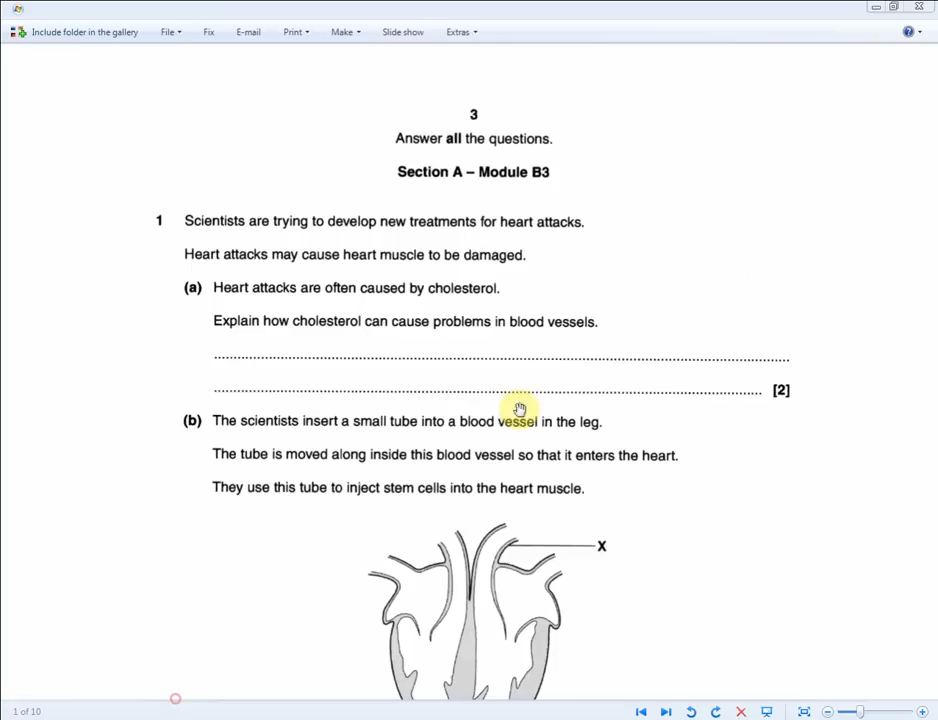 Include folder in the gallery File Fix E-mail Print Make Slide show Extras
3
Answer all the questions.
Section A – Module B3
1 Scientists are trying to develop new treatments for heart attacks.
Heart attacks may cause heart muscle to be damaged.
(a) Heart attacks are often caused by cholesterol.
Explain how cholesterol can cause problems in blood vessels.
[2]
(b) The scientists insert a small tube into a blood vessel in the leg.
The tube is moved along inside this blood vessel so that it enters the heart.
They use this tube to inject stem cells into the heart muscle.
X
1 of 10